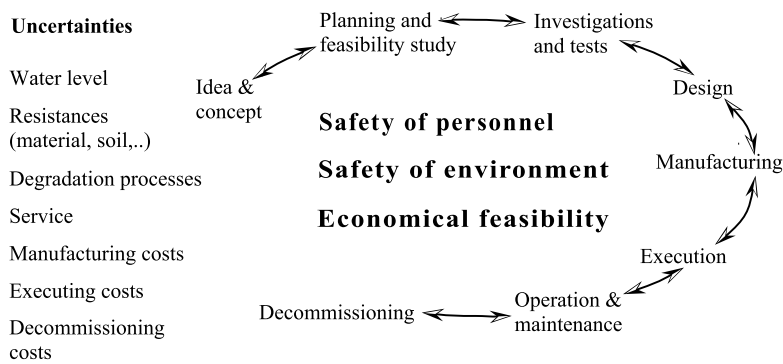 Uncertainties
Water level
Resistances
(material, soil,..)
Degradation processes
Service
Manufacturing costs
Executing costs
Decommissioning
costs
Idea &
concept
Planning and
feasibility study
Investigations
and tests
Design
Manufacturing
Execution
Operation &
maintenance
Decommissioning
Safety of personnel
Safety of environment
Economical feasibility